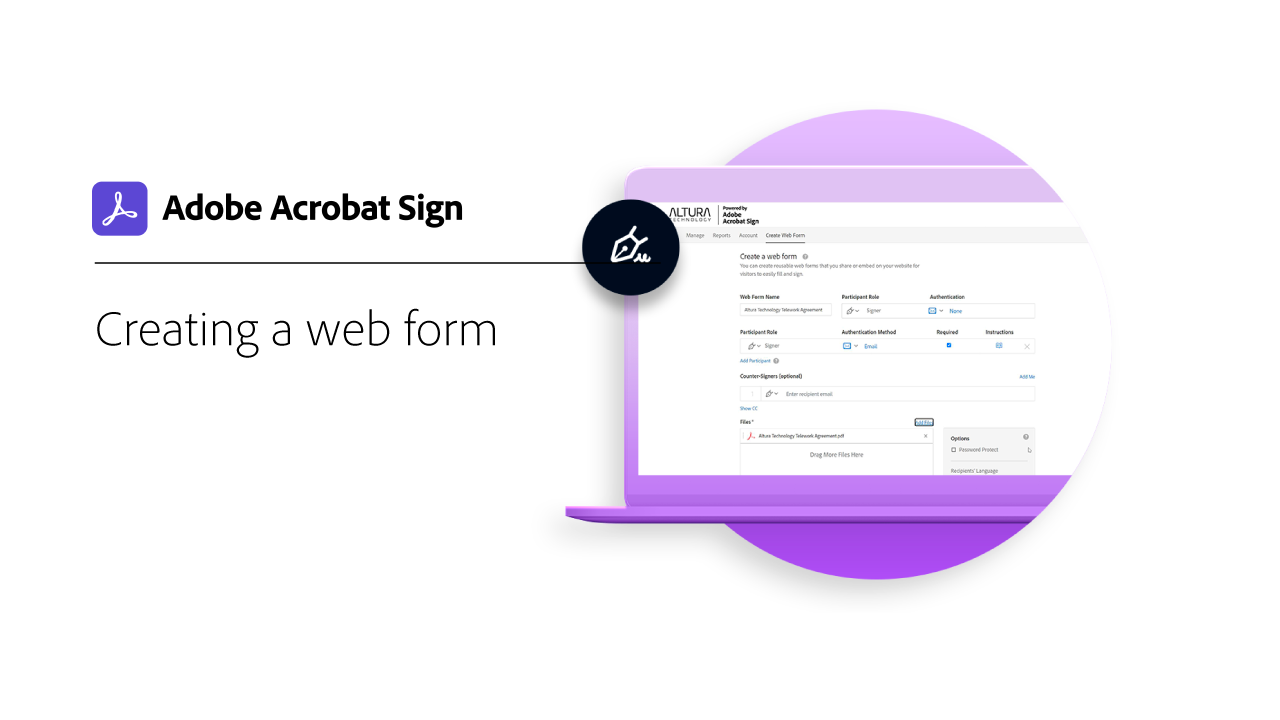 Adobe Acrobat Sign
Creating a web form
ALTURA
TECHNOLOGY
Powered by
Adobe
Acrobat Sign
Manage Reports Account Create Web Form
Create a web form
You can create reusable web forms that you share or embed on your website for
visitors to easily fill and sign.
Web Form Name Participant Role Authentication
Altura Technology Telework Agreement Signer None
Participant Role Authentication Method Required Instructions
Signer Email
Add Participant
Counter-Signers (optional) Add Me
Enter recipient email
Show CC
Files * Add Files
Altura Technology Telework Agreement.pdf
Drag More Files Here
Options
Password Protect
Recipients' Language